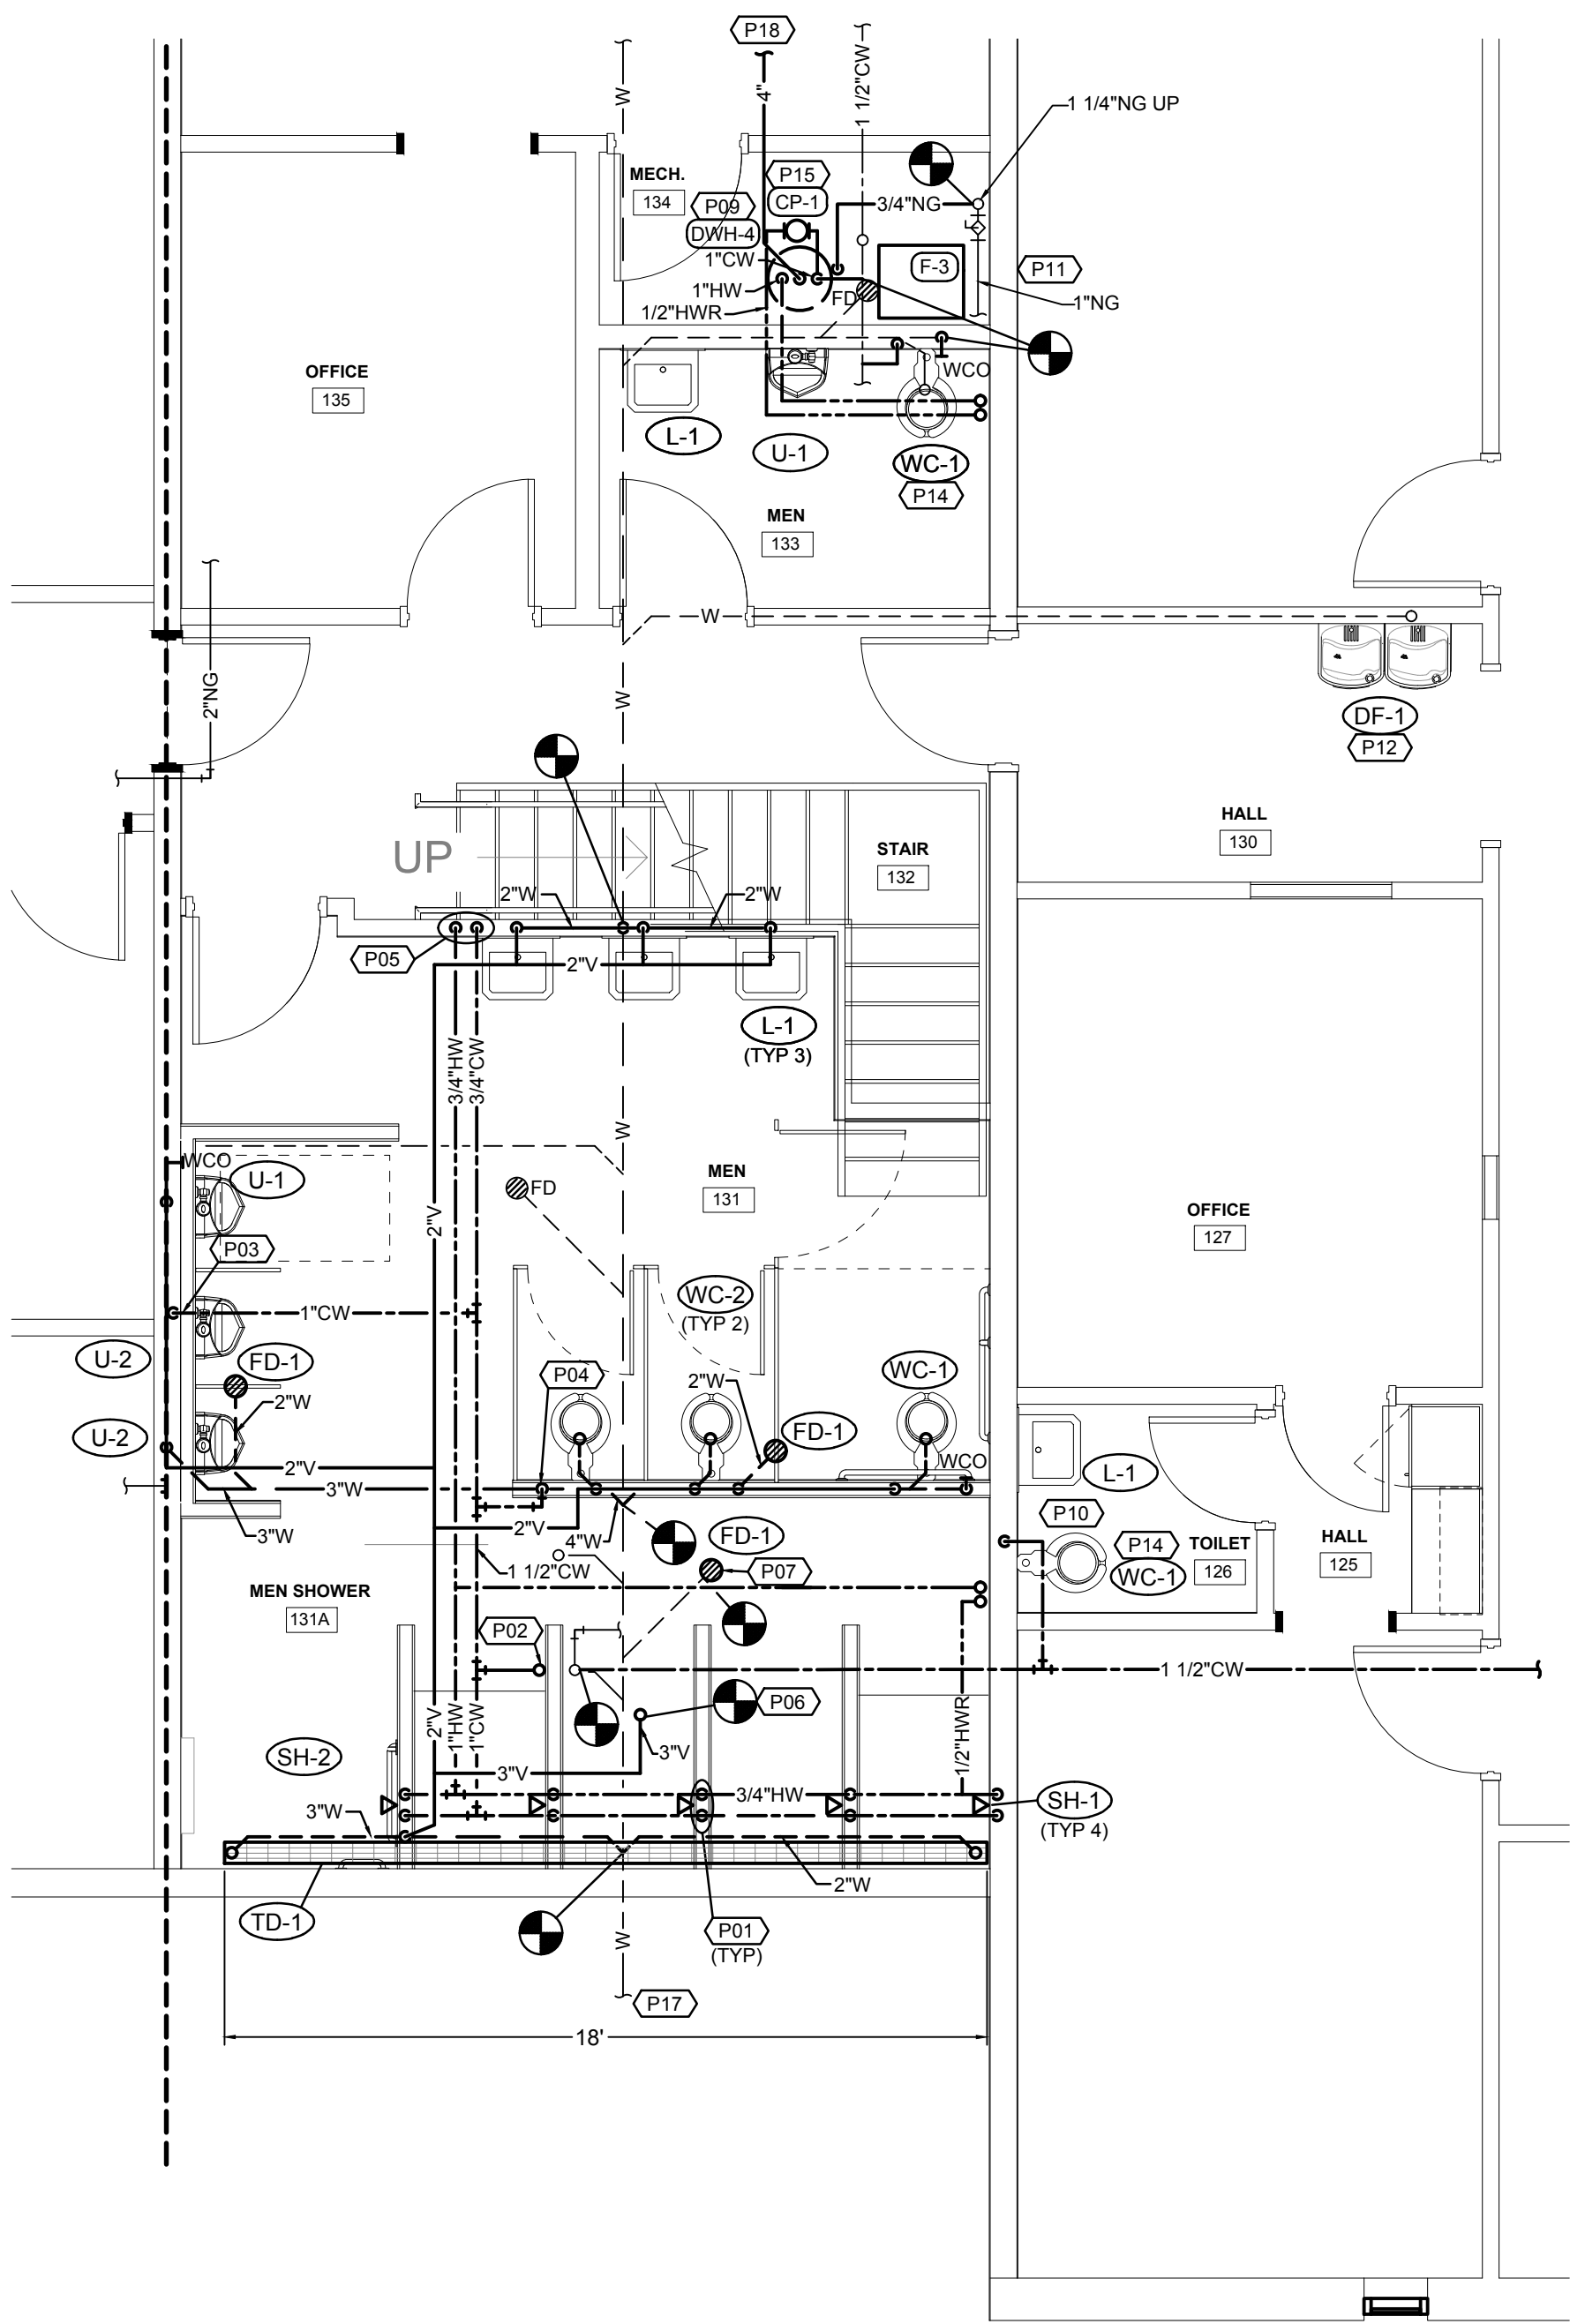 P18
W
4"
1 1/2"CW
1 1/4"NG UP
MECH.
134
P15
CP-1
P09
DWH-4
3/4"NG
1"CW
F-3
P11
1"HW
FD
1"NG
1/2"HWR
OFFICE
135
WCO
L-1
U-1
WC-1
P14
MEN
133
W
2"NG
W
DF-1
P12
HALL
130
UP
STAIR
132
2"W
2"W
P05
2"V
L-1
(TYP 3)
3/4"HW
3/4"CW
W
WCO
U-1
FD
MEN
131
2"V
OFFICE
127
P03
1"CW
WC-2
(TYP 2)
U-2
FD-1
P04
WC-1
2"W
2"W
U-2
FD-1
2"V
WCO
L-1
3"W
P10
3"W
2"V
4"W
FD-1
P14
TOILET
126
HALL
125
1 1/2"CW
P07
WC-1
MEN SHOWER
131A
P02
1 1/2"CW
2"V
1"HW
1"CW
P06
1/2"HWR
SH-2
3"V
3"V
3/4"HW
SH-1
(TYP 4)
3"W
2"W
TD-1
P01
(TYP)
W
P17
18'